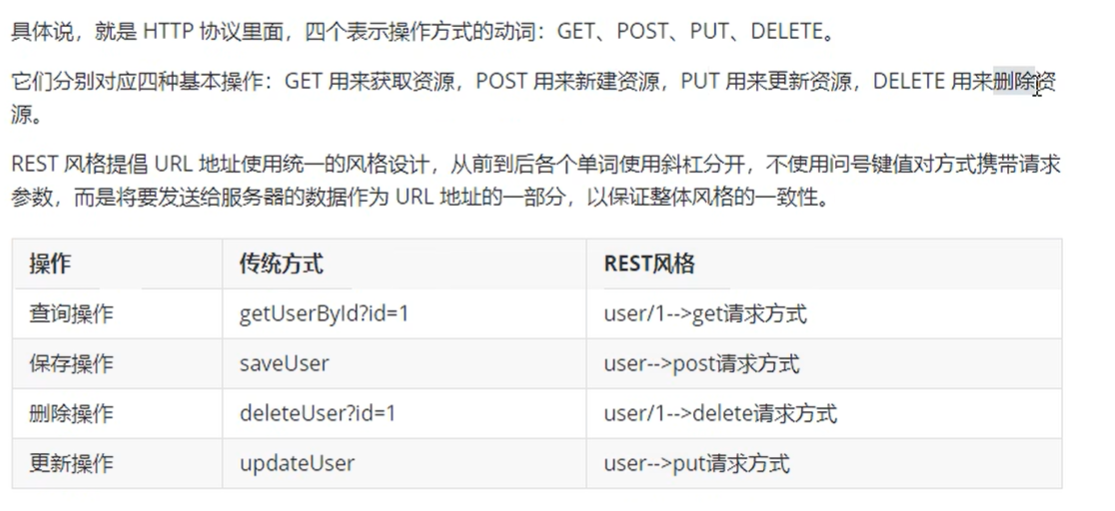 具体说，就是 HTTP 协议里面，四个表示操作方式的动词：GET、POST、PUT、DELETE。
它们分别对应四种基本操作：GET 用来获取资源，POST 用来新建资源，PUT 用来更新资源，DELETE 用来删除资
源。
REST 风格提倡 URL 地址使用统一的风格设计，从前到后各个单词使用斜杠分开，不使用问号键值对方式携带请求
参数，而是将要发送给服务器的数据作为 URL 地址的一部分，以保证整体风格的一致性。
操作 传统方式 REST风格
查询操作 getUserById?id=1 user/1-->get请求方式
保存操作 saveUser user-->post请求方式
删除操作 deleteUser?id=1 user/1-->delete请求方式
更新操作 updateUser user-->put请求方式